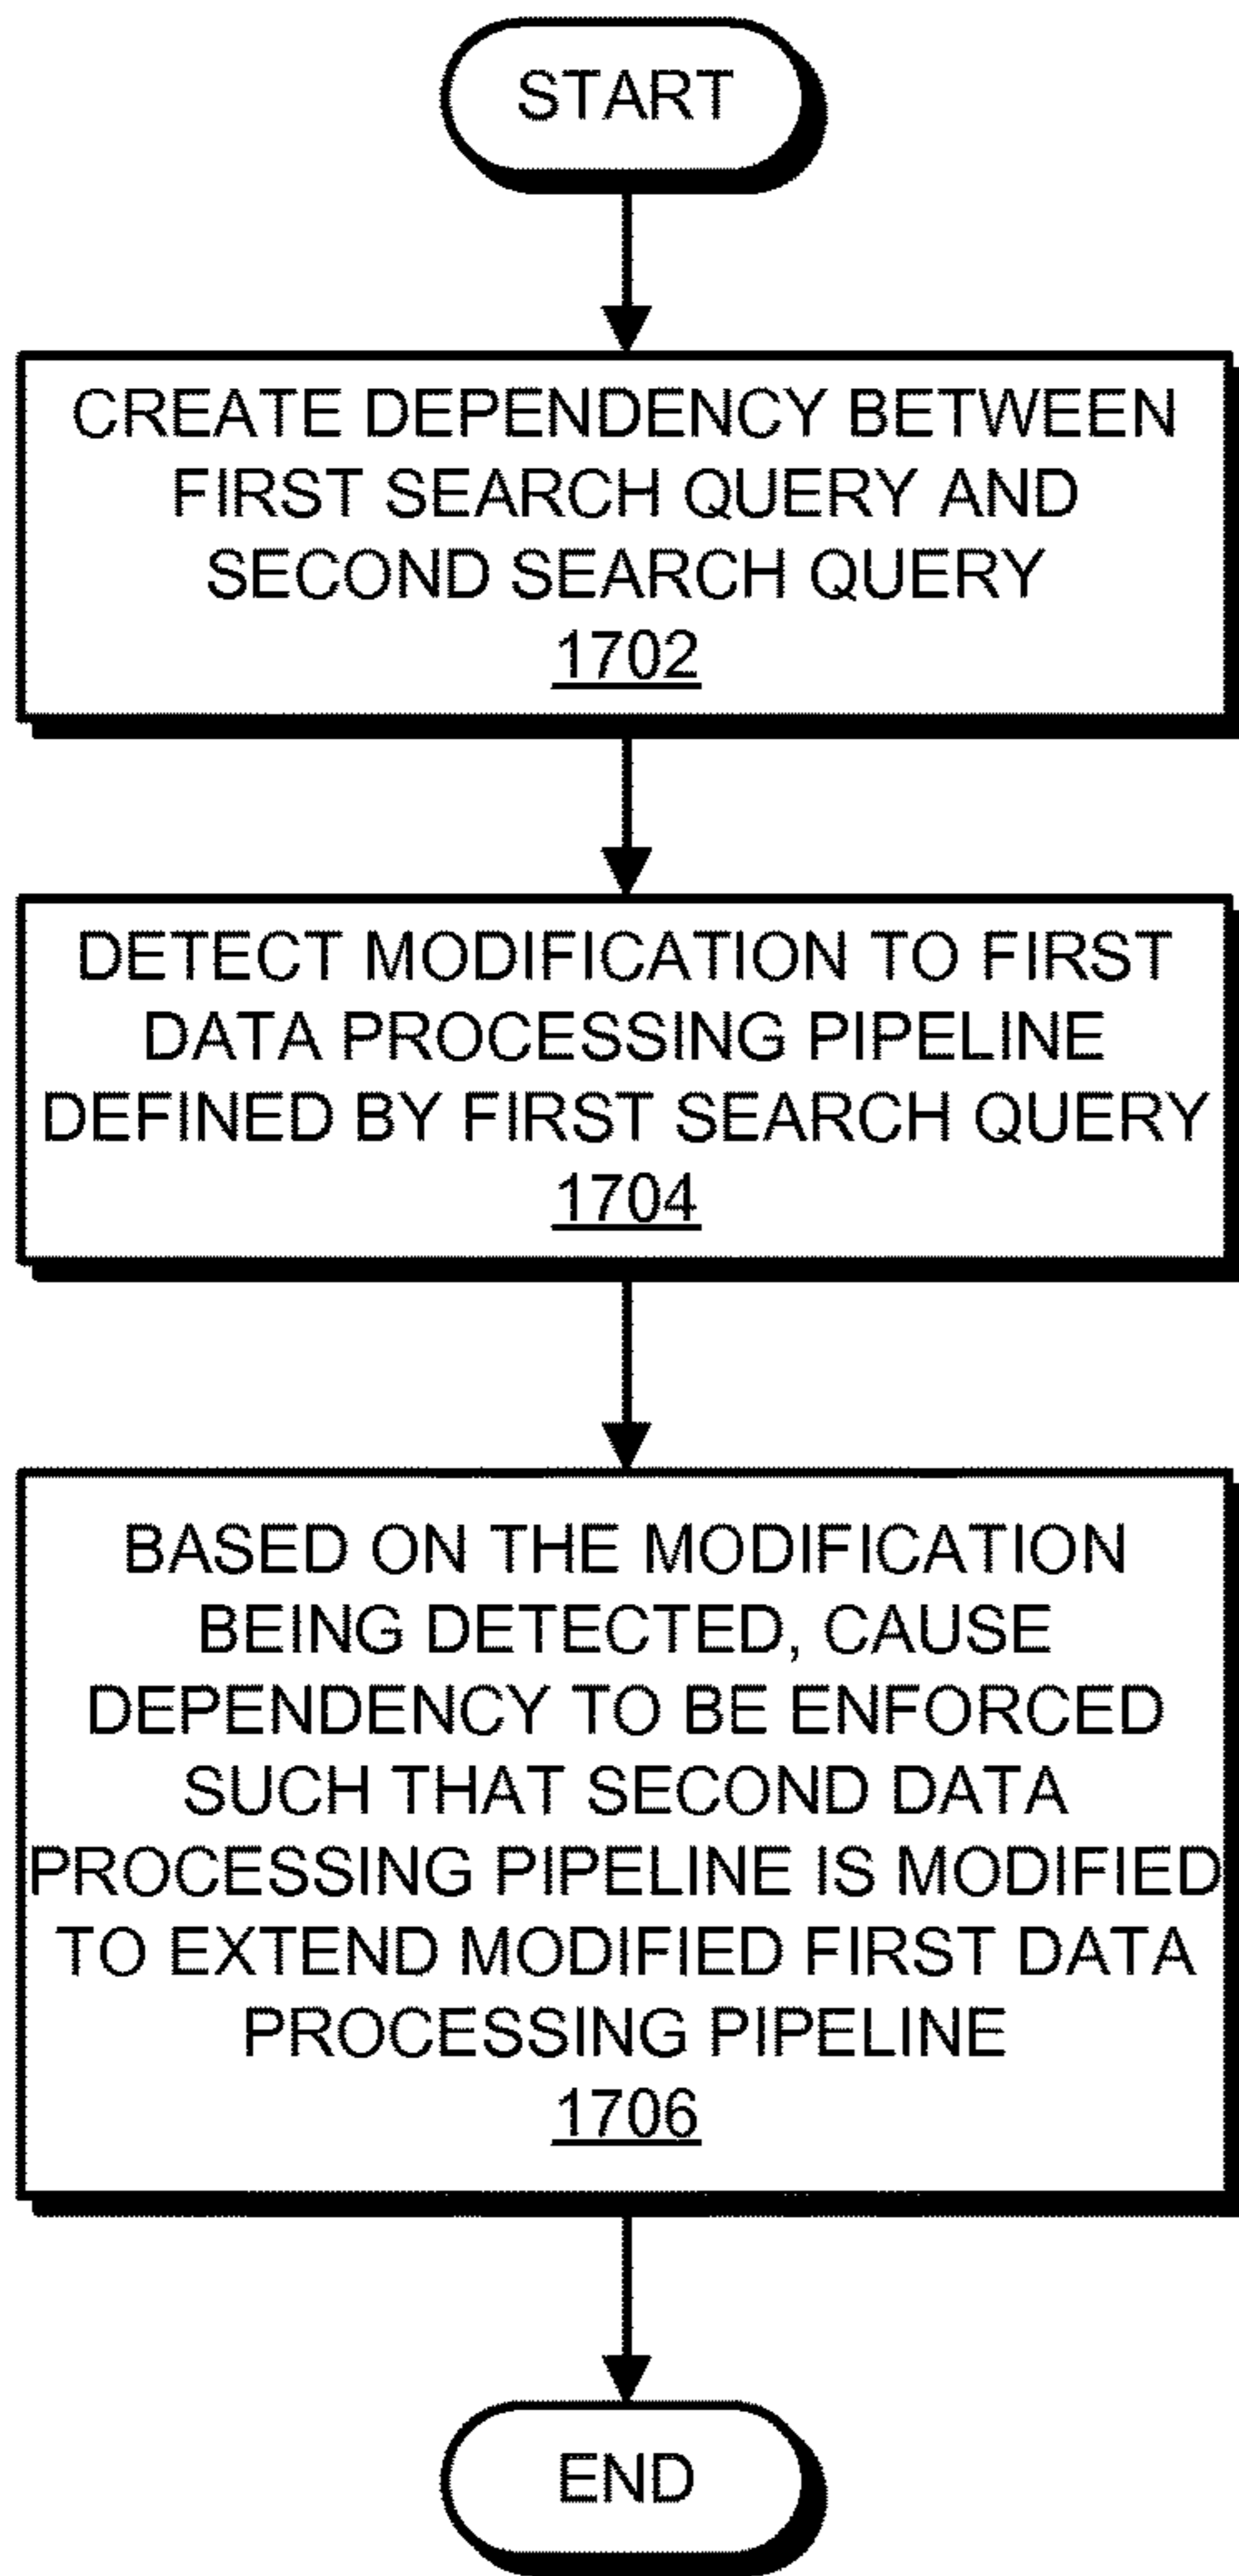 START
CREATE DEPENDENCY BETWEEN
FIRST SEARCH QUERY AND
SECOND SEARCH QUERY
1702
DETECT MODIFICATION TO FIRST
DATA PROCESSING PIPELINE
DEFINED BY FIRST SEARCH QUERY
1704
BASED ON THE MODIFICATION
BEING DETECTED, CAUSE
DEPENDENCY TO BE ENFORCED
SUCH THAT SECOND DATA
PROCESSING PIPELINE IS MODIFIED
TO EXTEND MODIFIED FIRST DATA
PROCESSING PIPELINE
1706
END